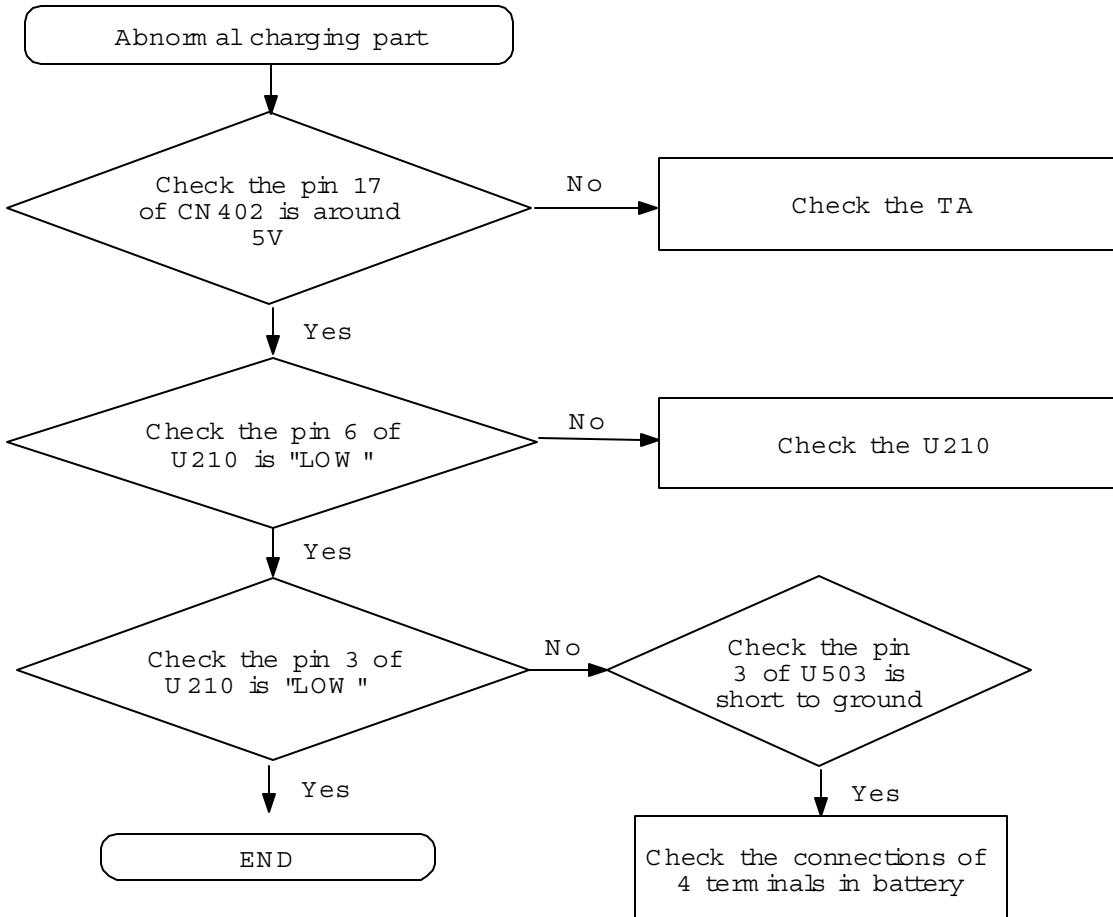 Abnormal charging part
Check the pin 17
of CN402 is around
5V
No
Check the TA
Yes
Check the pin 6 of
U210 is "LOW"
No
Check the U210
Yes
Check the pin 3 of
U210 is "LOW"
No
Check the pin
3 of U503 is
short to ground
Yes
END
Yes
Check the connections of
4 terminals in battery